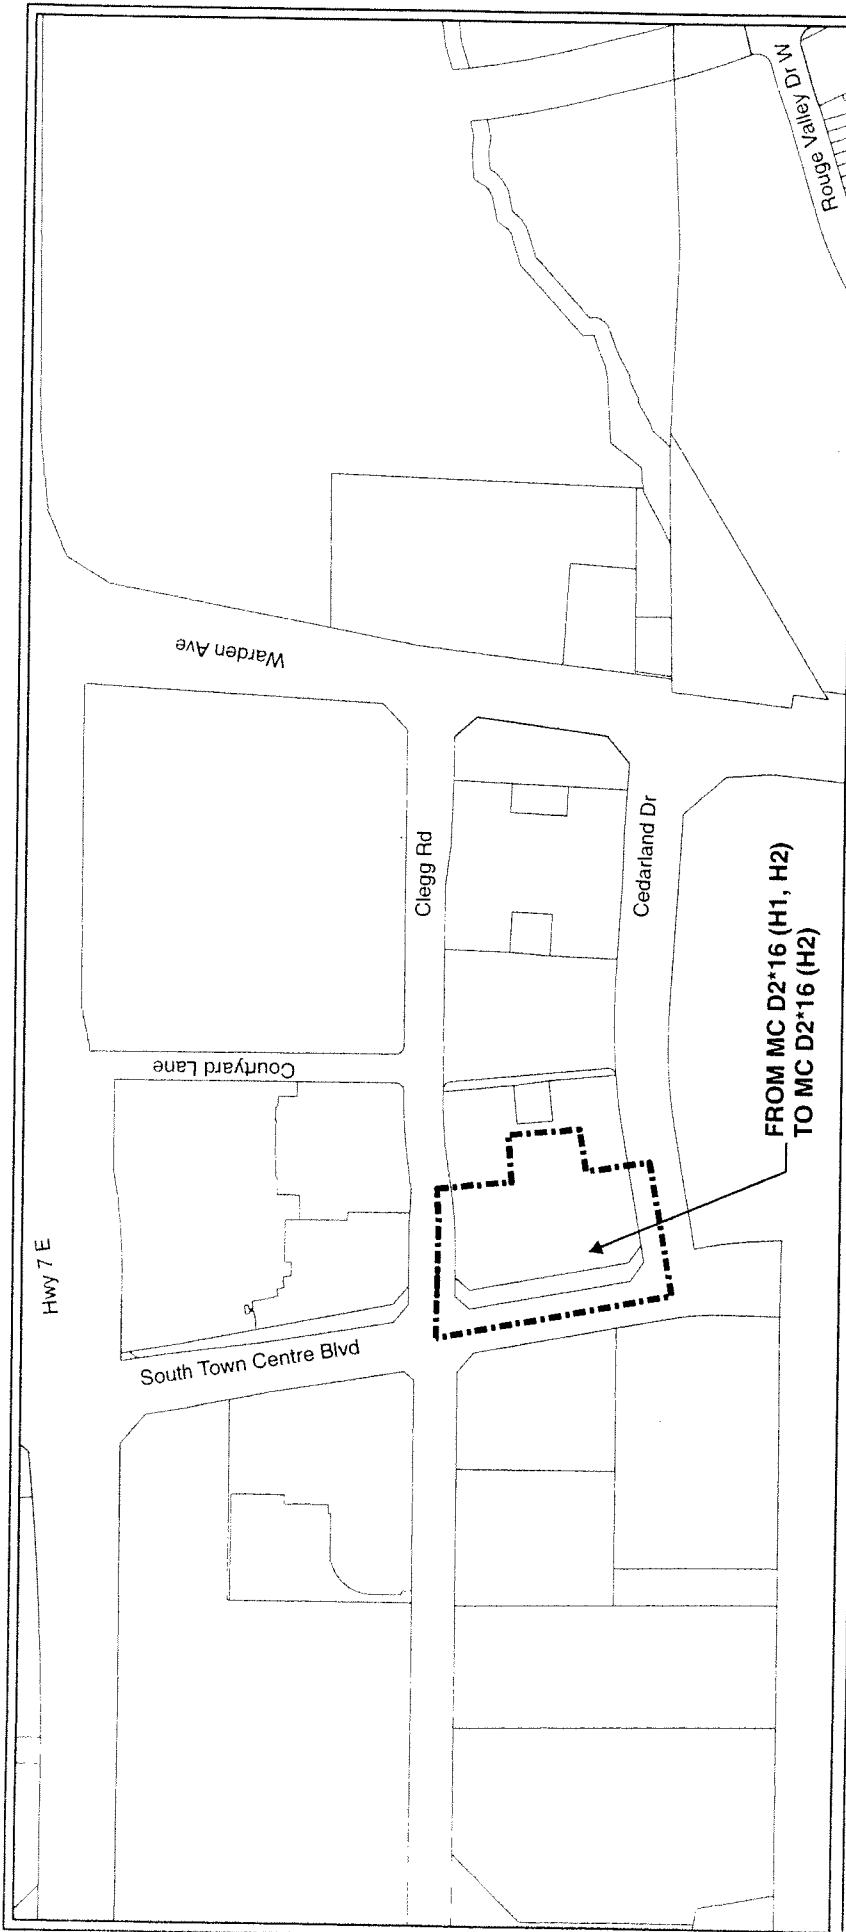 Hwy 7 E
South Town Centre Blvd
Courtyard Lane
Warden Ave
Clegg Rd
Cedarland Dr
Rouge Valley Dr W
FROM MC D2*16 (H1, H2)
TO MC D2*16 (H2)